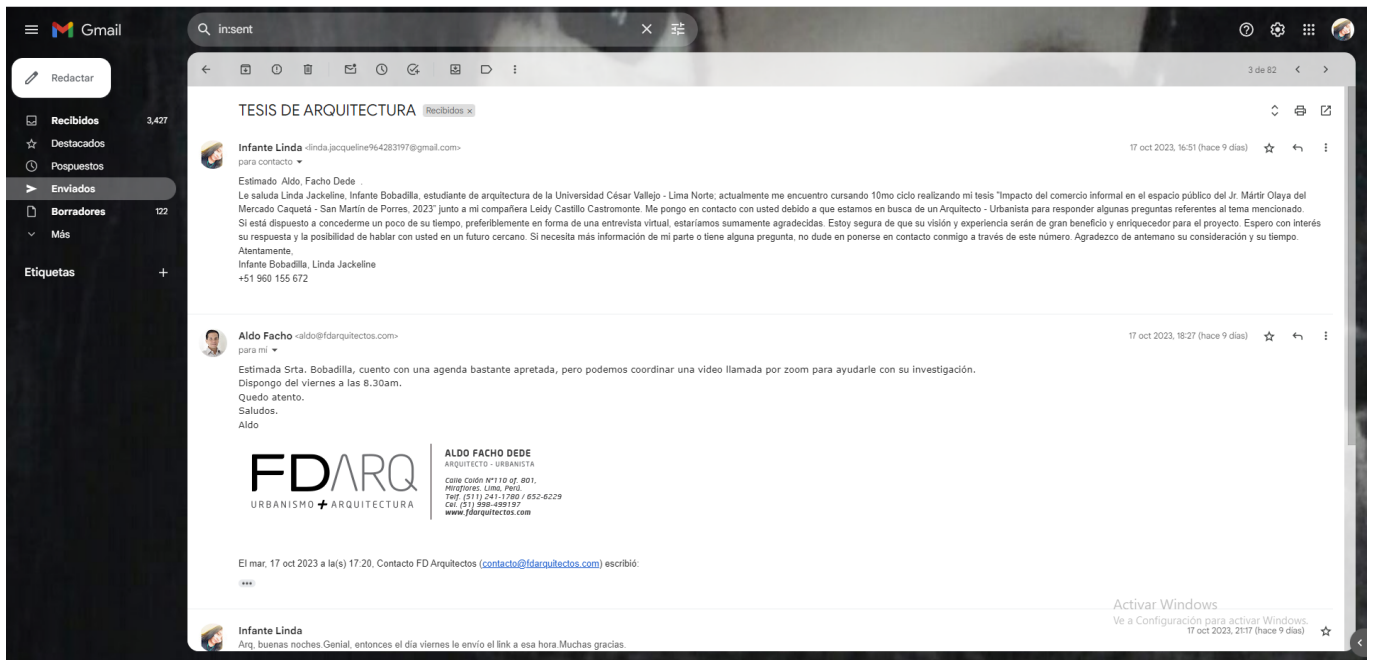 Gmail
in:sent
Redactar
3 de 82
Recibidos 3,427
Destacados
Pospuestos
Enviados
Borradores 122
Más
Etiquetas
TESIS DE ARQUITECTURA Recibidos x
Infante Linda <linda.jacqueline964283197@gmail.com> 17 oct 2023, 16:51 (hace 9 días)
para contacto
Estimado Aldo, Facho Dede .
Le saluda Linda Jackeline, Infante Bobadilla, estudiante de arquitectura de la Universidad César Vallejo - Lima Norte; actualmente me encuentro cursando 10mo ciclo realizando mi tesis "Impacto del comercio informal en el espacio público del Jr. Mártir Olaya del
Mercado Caquetá - San Martín de Porres, 2023" junto a mi compañera Leidy Castillo Castromonte. Me pongo en contacto con usted debido a que estamos en busca de un Arquitecto - Urbanista para responder algunas preguntas referentes al tema mencionado.
Si está dispuesto a concederme un poco de su tiempo, preferiblemente en forma de una entrevista virtual, estaríamos sumamente agradecidas. Estoy segura de que su visión y experiencia serán de gran beneficio y enriquecedor para el proyecto. Espero con interés
su respuesta y la posibilidad de hablar con usted en un futuro cercano. Si necesita más información de mi parte o tiene alguna pregunta, no dude en ponerse en contacto conmigo a través de este número. Agradezco de antemano su consideración y su tiempo.
Atentamente,
Infante Bobadilla, Linda Jackeline
+51 960 155 672
Aldo Facho <aldo@fdarquitectos.com> 17 oct 2023, 18:27 (hace 9 días)
para mí
Estimada Srta. Bobadilla, cuento con una agenda bastante apretada, pero podemos coordinar una video llamada por zoom para ayudarle con su investigación.
Dispongo del viernes a las 8.30am.
Quedo atento.
Saludos.
Aldo
FDARQ
URBANISMO + ARQUITECTURA
ALDO FACHO DEDE
ARQUITECTO - URBANISTA
Calle Colón N°110 of. 801,
Miraflores. Lima, Perú.
Telf. (511) 241-1780 / 652-6229
Cel. (51) 998-499197
www.fdarquitectos.com
El mar, 17 oct 2023 a la(s) 17:20, Contacto FD Arquitectos (contacto@fdarquitectos.com) escribió:
Activar Windows
Ve a Configuración para activar Windows.
Infante Linda 17 oct 2023, 21:17 (hace 9 días)
Arq, buenas noches.Genial, entonces el día viernes le envío el link a esa hora.Muchas gracias.